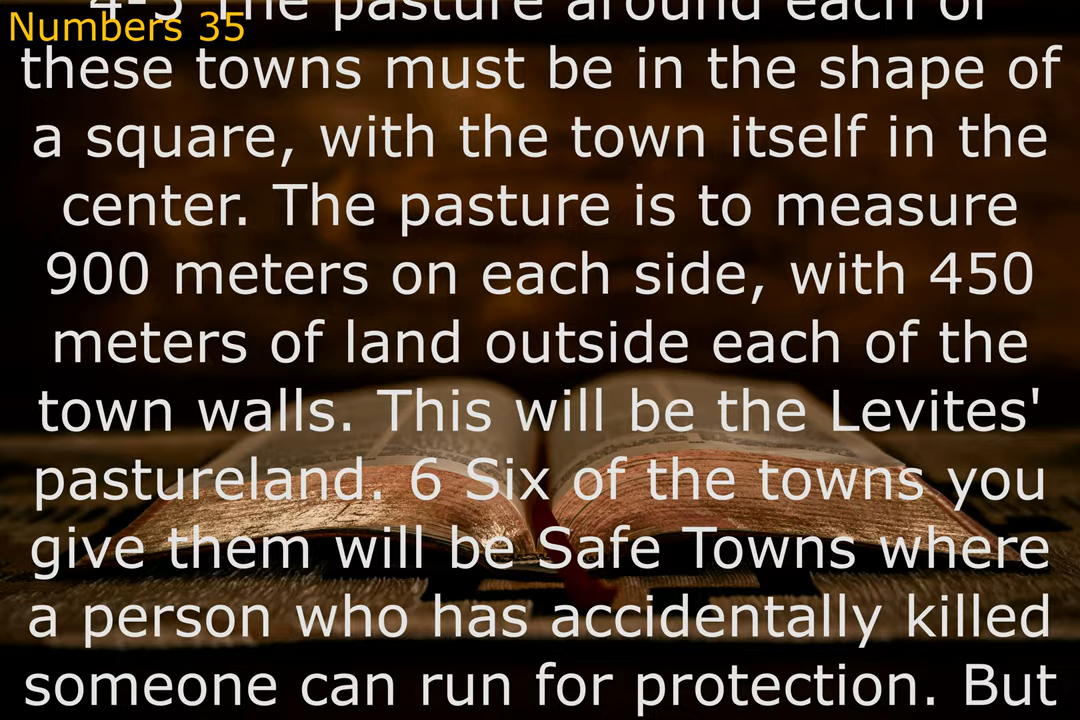 4-5 The pasture around each of
Numbers 35
these towns must be in the shape of
a square, with the town itself in the
center. The pasture is to measure
900 meters on each side, with 450
meters of land outside each of the
town walls. This will be the Levites'
pastureland. 6 Six of the towns you
give them will be Safe Towns where
a person who has accidentally killed
someone can run for protection. But